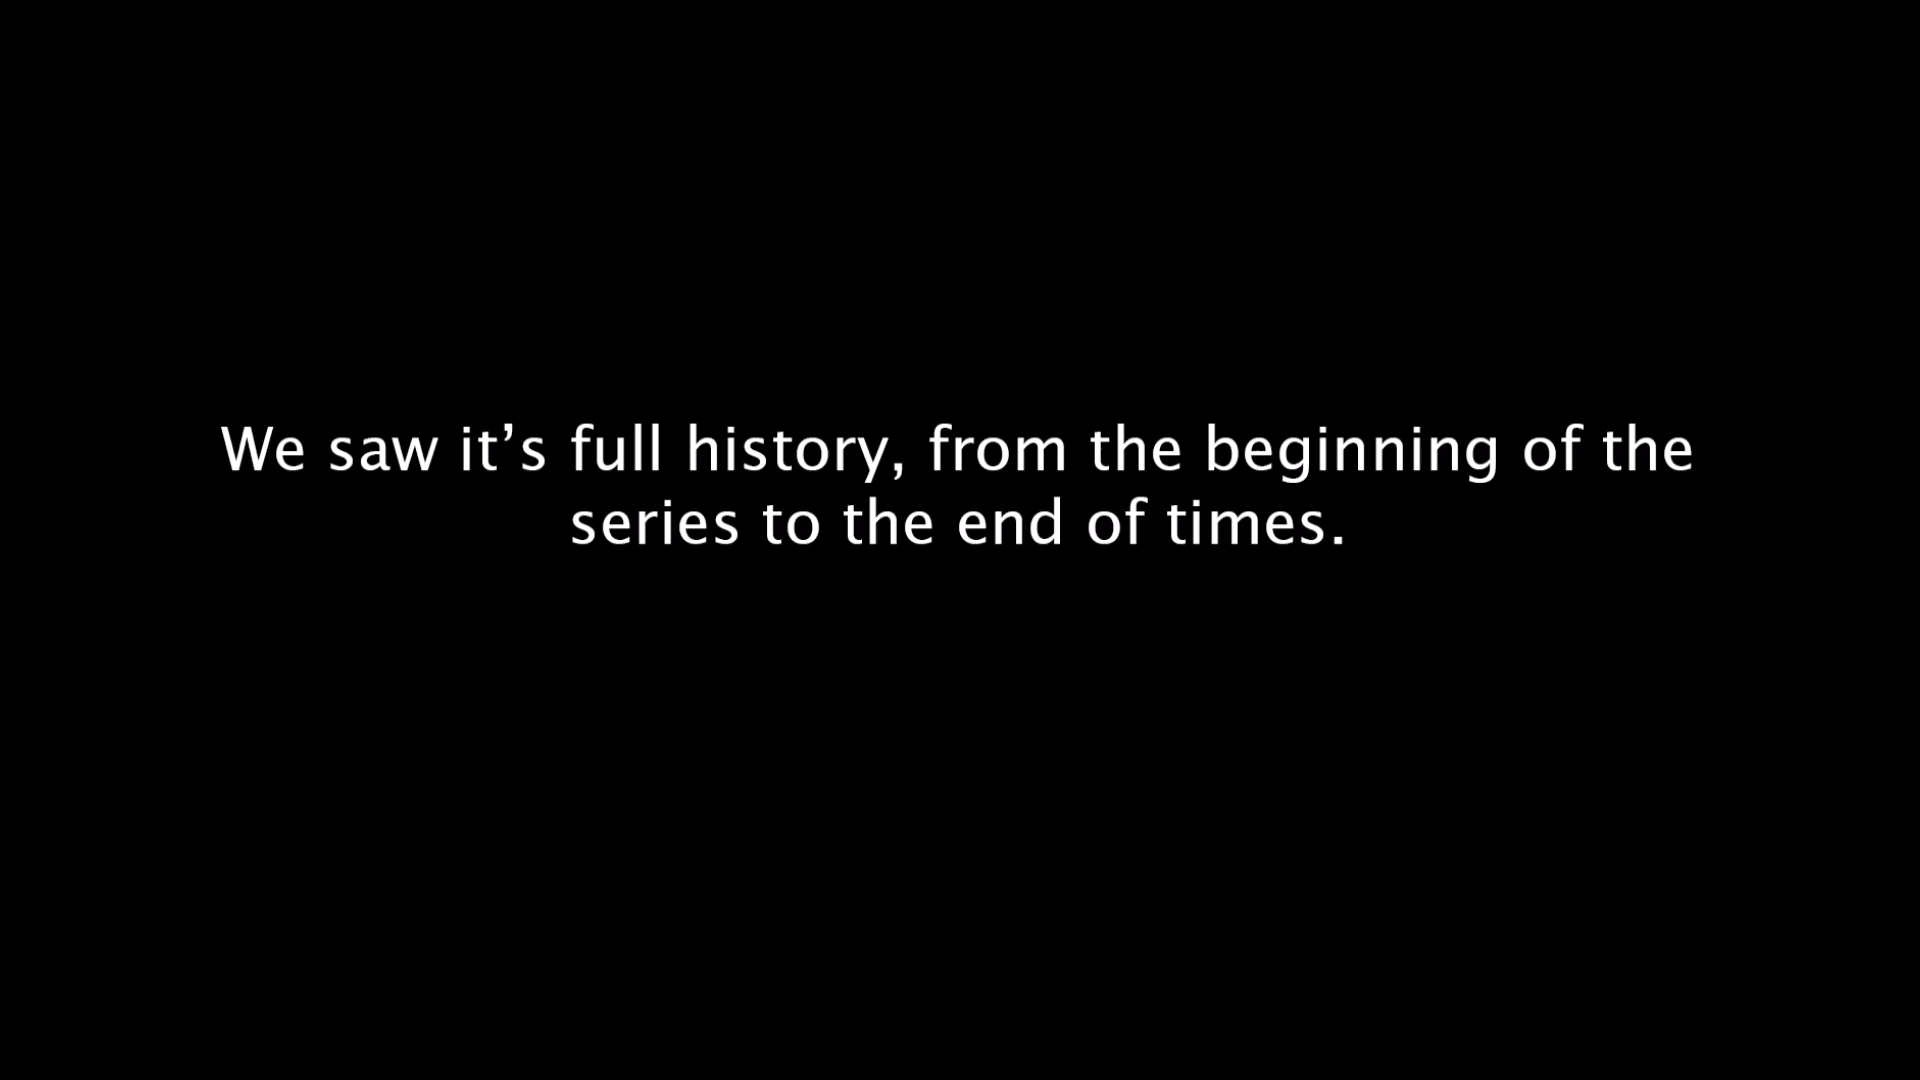 We saw it’s full history, from the beginning of the
series to the end of times.